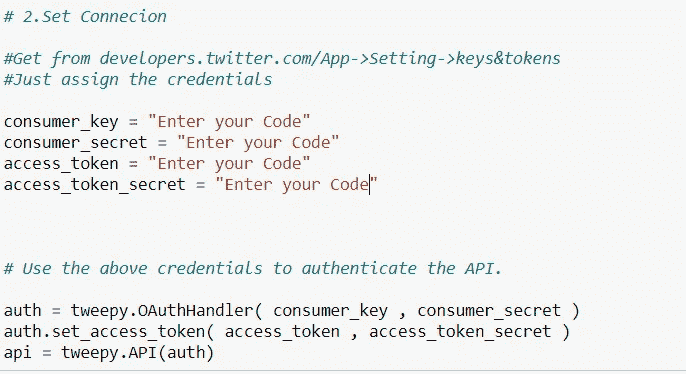 # 2.Set Connecion
#Get from developers.twitter.com/App->Setting->keys&tokens
#Just assign the credentials
consumer_key = "Enter your Code"
consumer_secret = "Enter your Code"
access_token = "Enter your Code"
access_token_secret = "Enter your Code"
# Use the above credentials to authenticate the API.
auth = tweepy.OAuthHandler( consumer_key , consumer_secret )
auth.set_access_token( access_token , access_token_secret )
api = tweepy.API(auth)